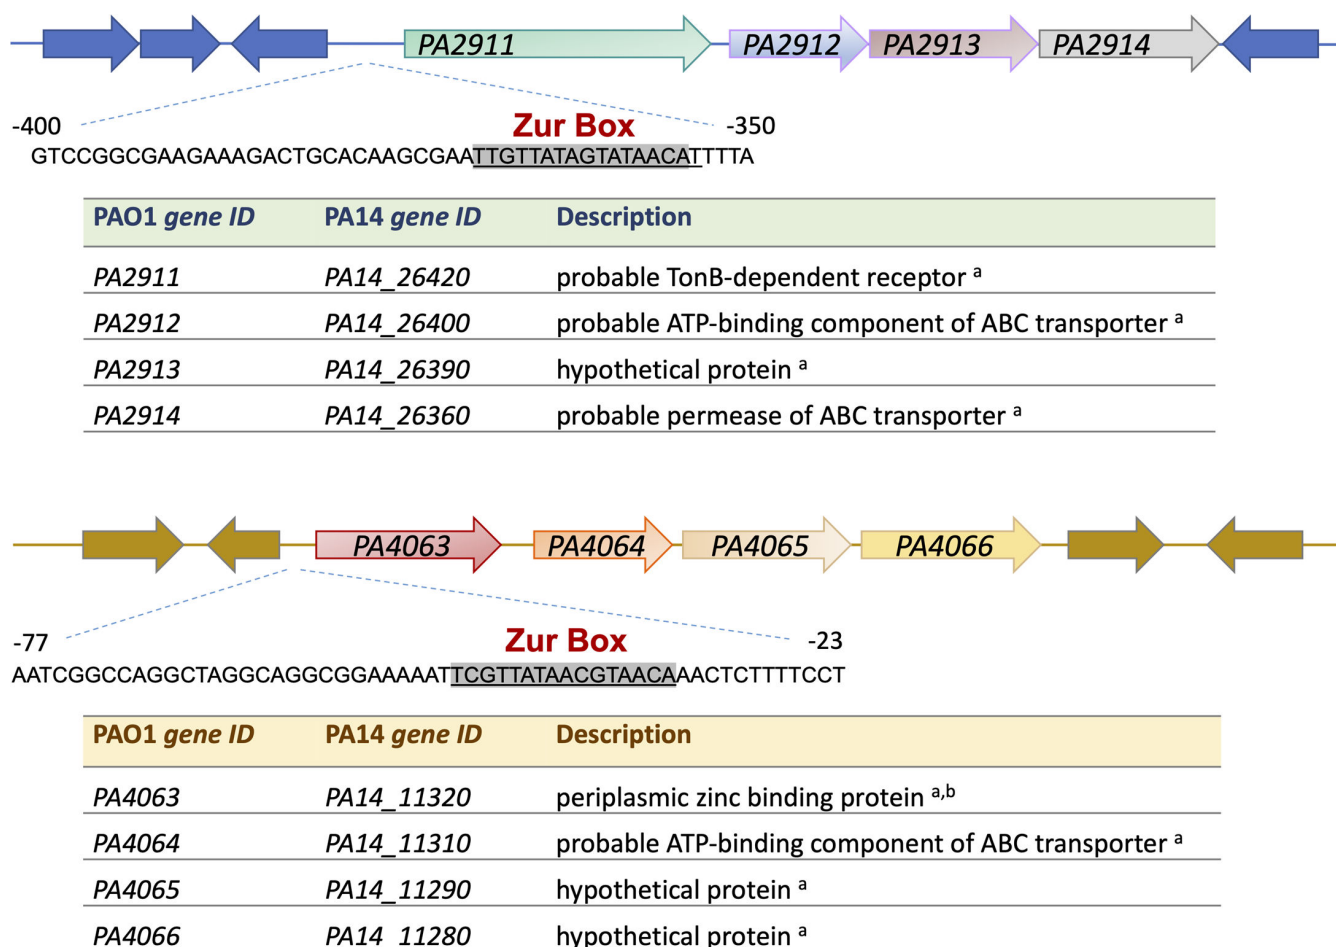 PA2911 PA2912 PA2913 PA2914
-400 Zur Box -350
GTCCGGCGAAGAAAGACTGCACAAGCGAATTGTTATAGTATAACATTTTA
PAO1 gene ID PA14 gene ID Description
PA2911 PA14_26420 probable TonB-dependent receptor a
PA2912 PA14_26400 probable ATP-binding component of ABC transporter a
PA2913 PA14_26390 hypothetical protein a
PA2914 PA14_26360 probable permease of ABC transporter a
PA4063 PA4064 PA4065 PA4066
-77 Zur Box -23
AATCGGCCAGGCTAGGCAGGCGGAAAAATTCGTTATAACGTAACAAACTCTTTTCCT
PAO1 gene ID PA14 gene ID Description
PA4063 PA14_11320 periplasmic zinc binding protein a,b
PA4064 PA14_11310 probable ATP-binding component of ABC transporter a
PA4065 PA14_11290 hypothetical protein a
PA4066 PA14_11280 hypothetical protein a